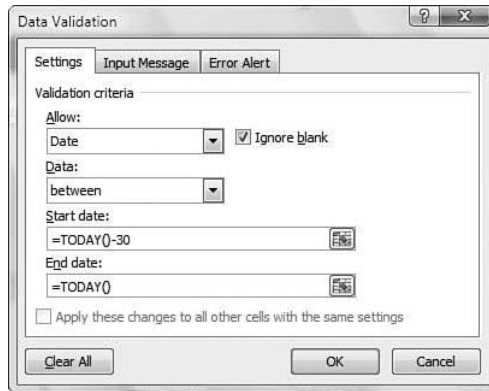 Data Validation
Settings Input Message Error Alert
Validation criteria
Allow:
Date Ignore blank
Data:
between
Start date:
=TODAY()-30
End date:
=TODAY()
Apply these changes to all other cells with the same settings
Clear All OK Cancel